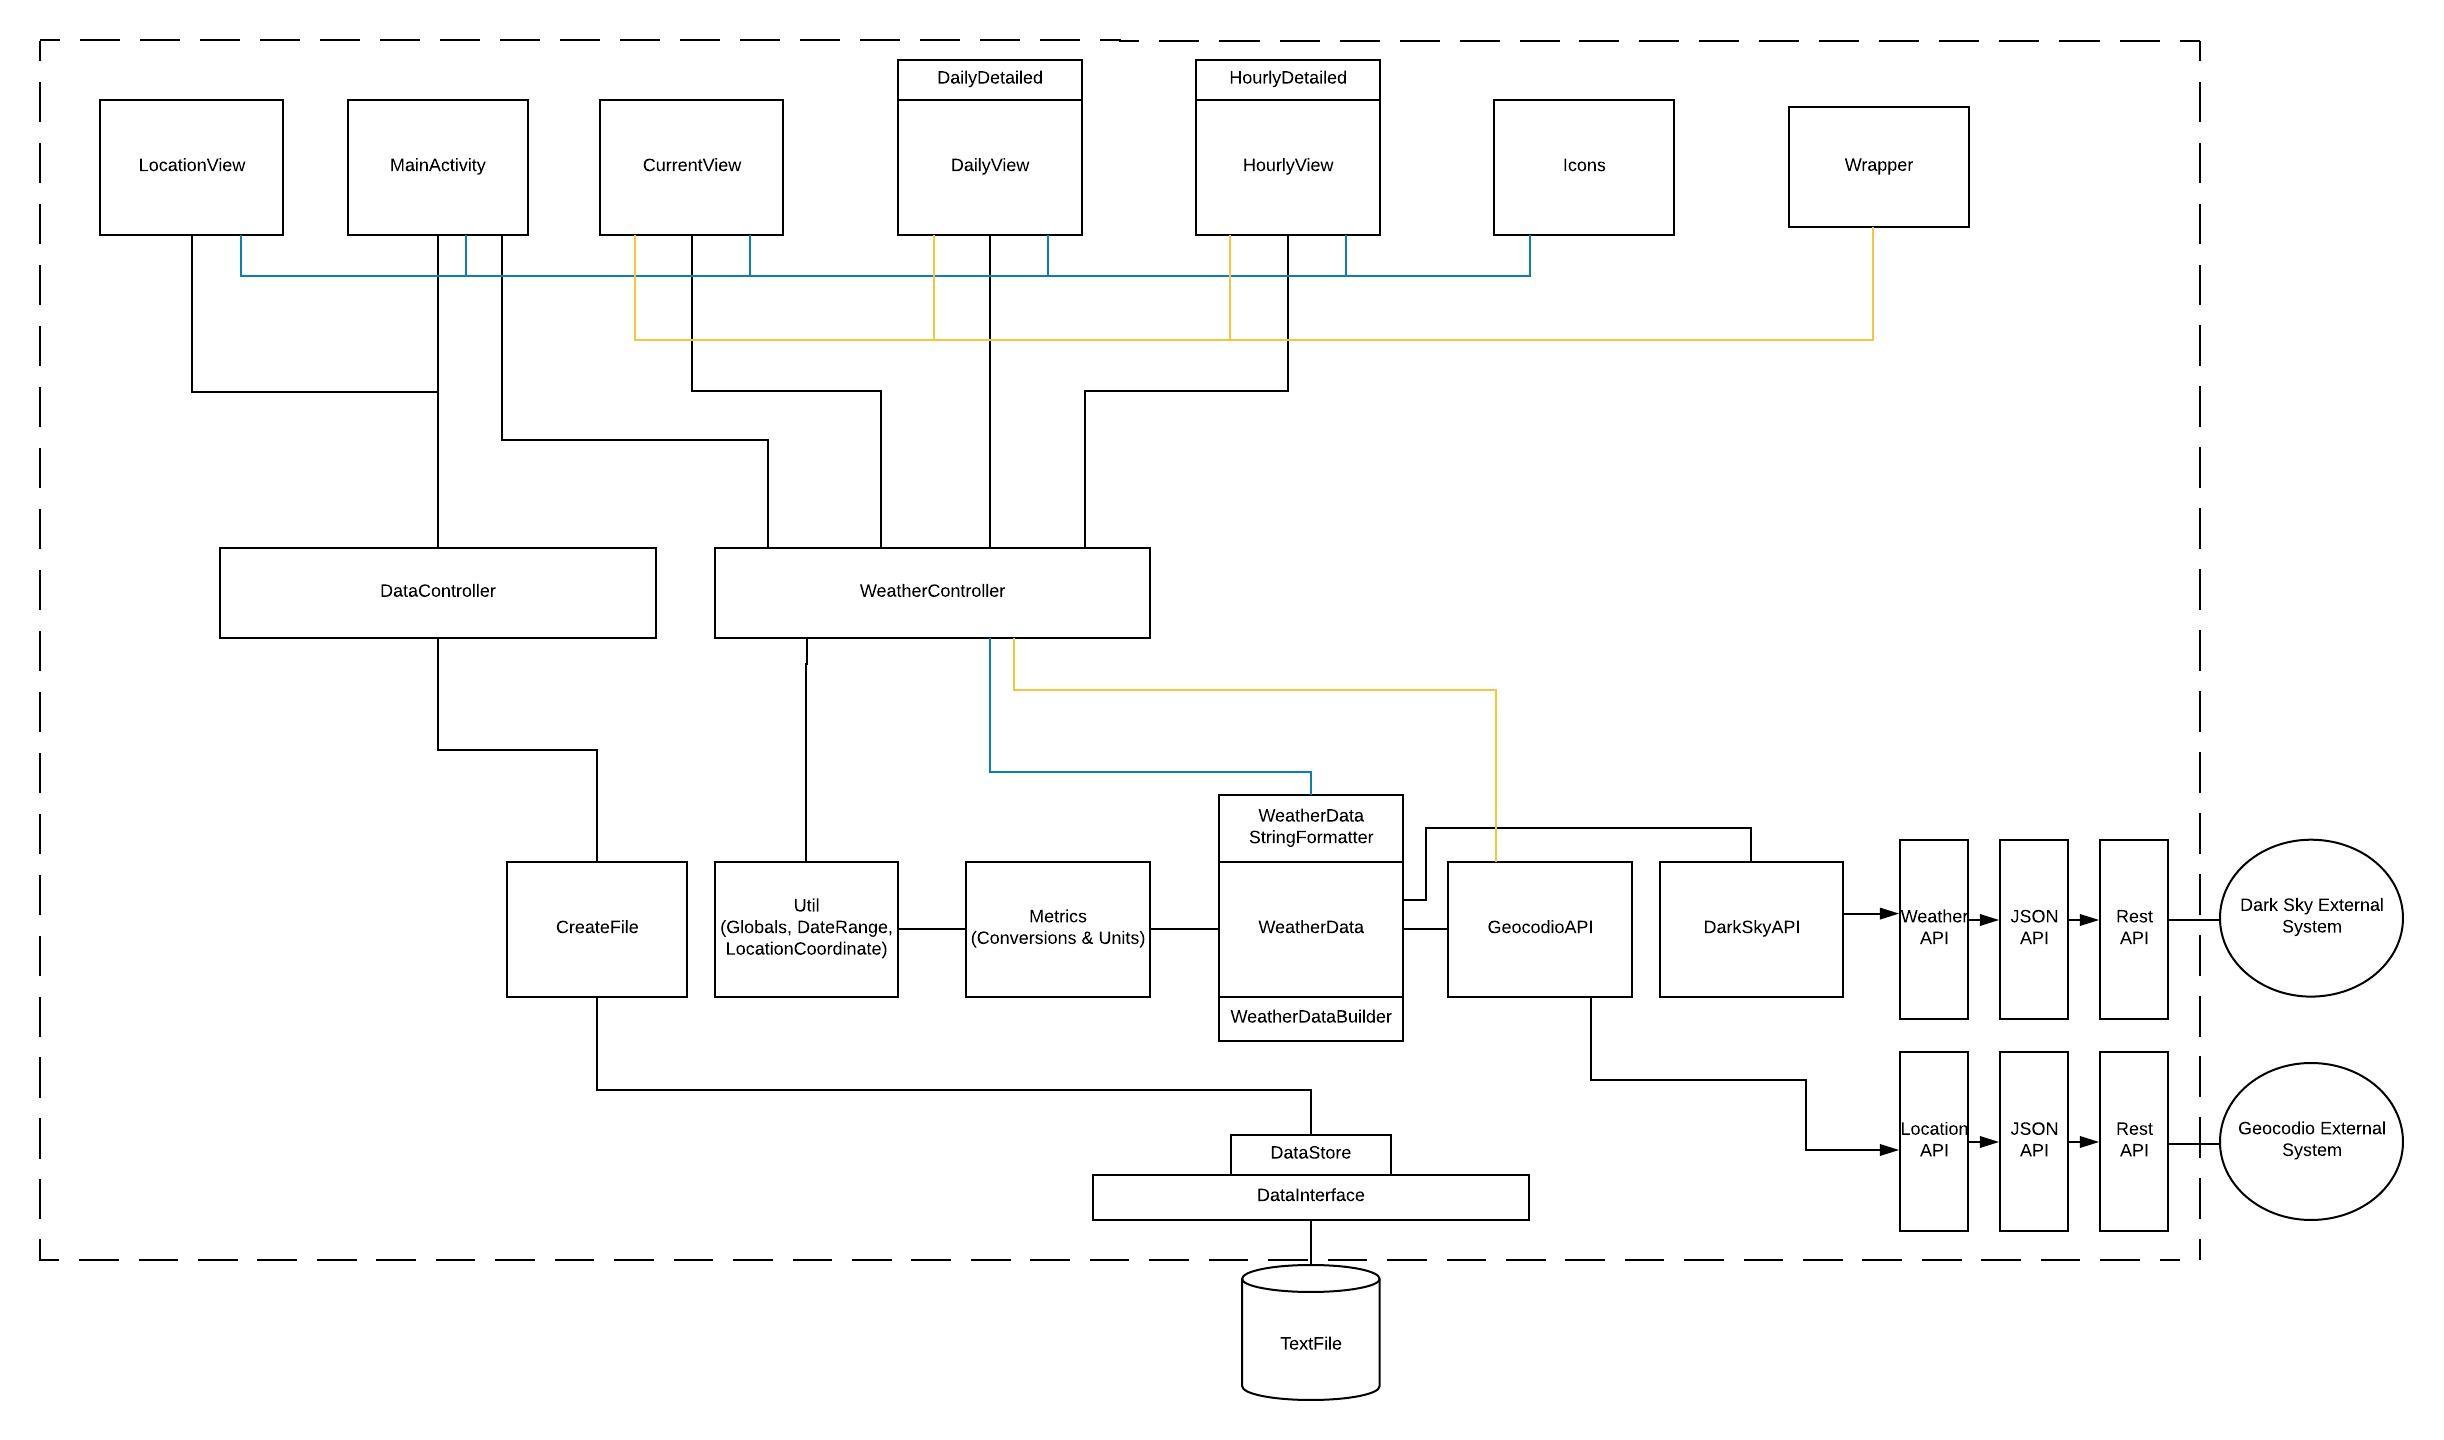 DailyDetailed
HourlyDetailed
LocationView
MainActivity
CurrentView
DailyView
HourlyView
Icons
Wrapper
DataController
WeatherController
WeatherData
StringFormatter
CreateFile
Util
(Globals, DateRange,
LocationCoordinate)
Metrics
(Conversions & Units)
WeatherData
WeatherDataBuilder
GeocodioAPI
DarkSkyAPI
Weather
API
JSON
API
Rest
API
Dark Sky External
System
Location
API
JSON
API
Rest
API
Geocodio External
System
DataStore
DataInterface
TextFile